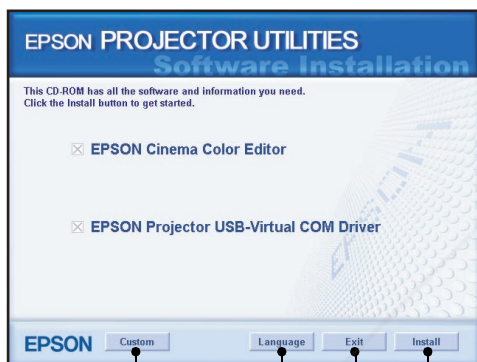 EPSON PROJECTOR UTILITIES
Software Installation
This CD-ROM has all the software and information you need.
Click the Install button to get started.
EPSON Cinema Color Editor
EPSON Projector USB-Virtual COM Driver
EPSON
EPSON Custom Language Exit Install